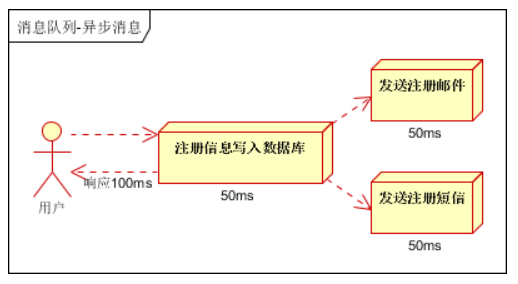 消息队列-异步消息
发送注册邮件
50ms
注册信息写入数据库
响应100ms
用户
50ms
发送注册短信
50ms